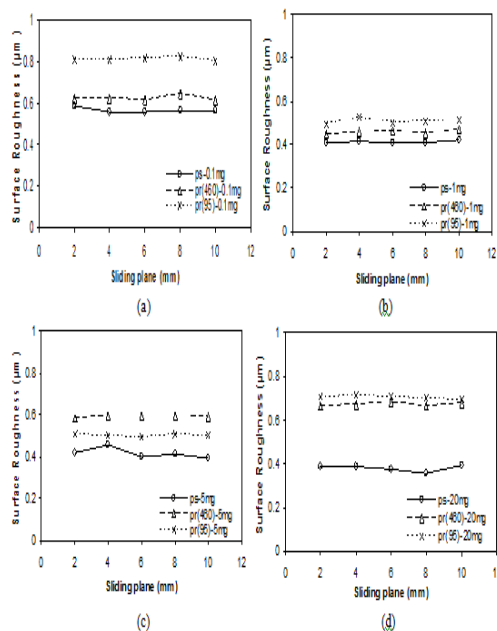 Surface Roughness (µm)
1
0.8
0.6
0.4
0.2
0
ps-0.1mg
pr(460)-0.1mg
pr(95)-0.1mg
0 2 4 6 8 10 12
Sliding plane (mm)
(a)
Surface Roughness (µm)
1
0.8
0.6
0.4
0.2
0
ps-1mg
pr(460)-1mg
pr(95)-1mg
0 2 4 6 8 10 12
Sliding plane (mm)
(b)
Surface Roughness (µm)
1
0.8
0.6
0.4
0.2
0
ps-5mg
pr(460)-5mg
pr(95)-5mg
0 2 4 6 8 10 12
Sliding plane (mm)
(c)
Surface Roughness (µm)
1
0.8
0.6
0.4
0.2
0
ps-20mg
pr(460)-20mg
pr(95)-20mg
0 2 4 6 8 10 12
Sliding plane (mm)
(d)